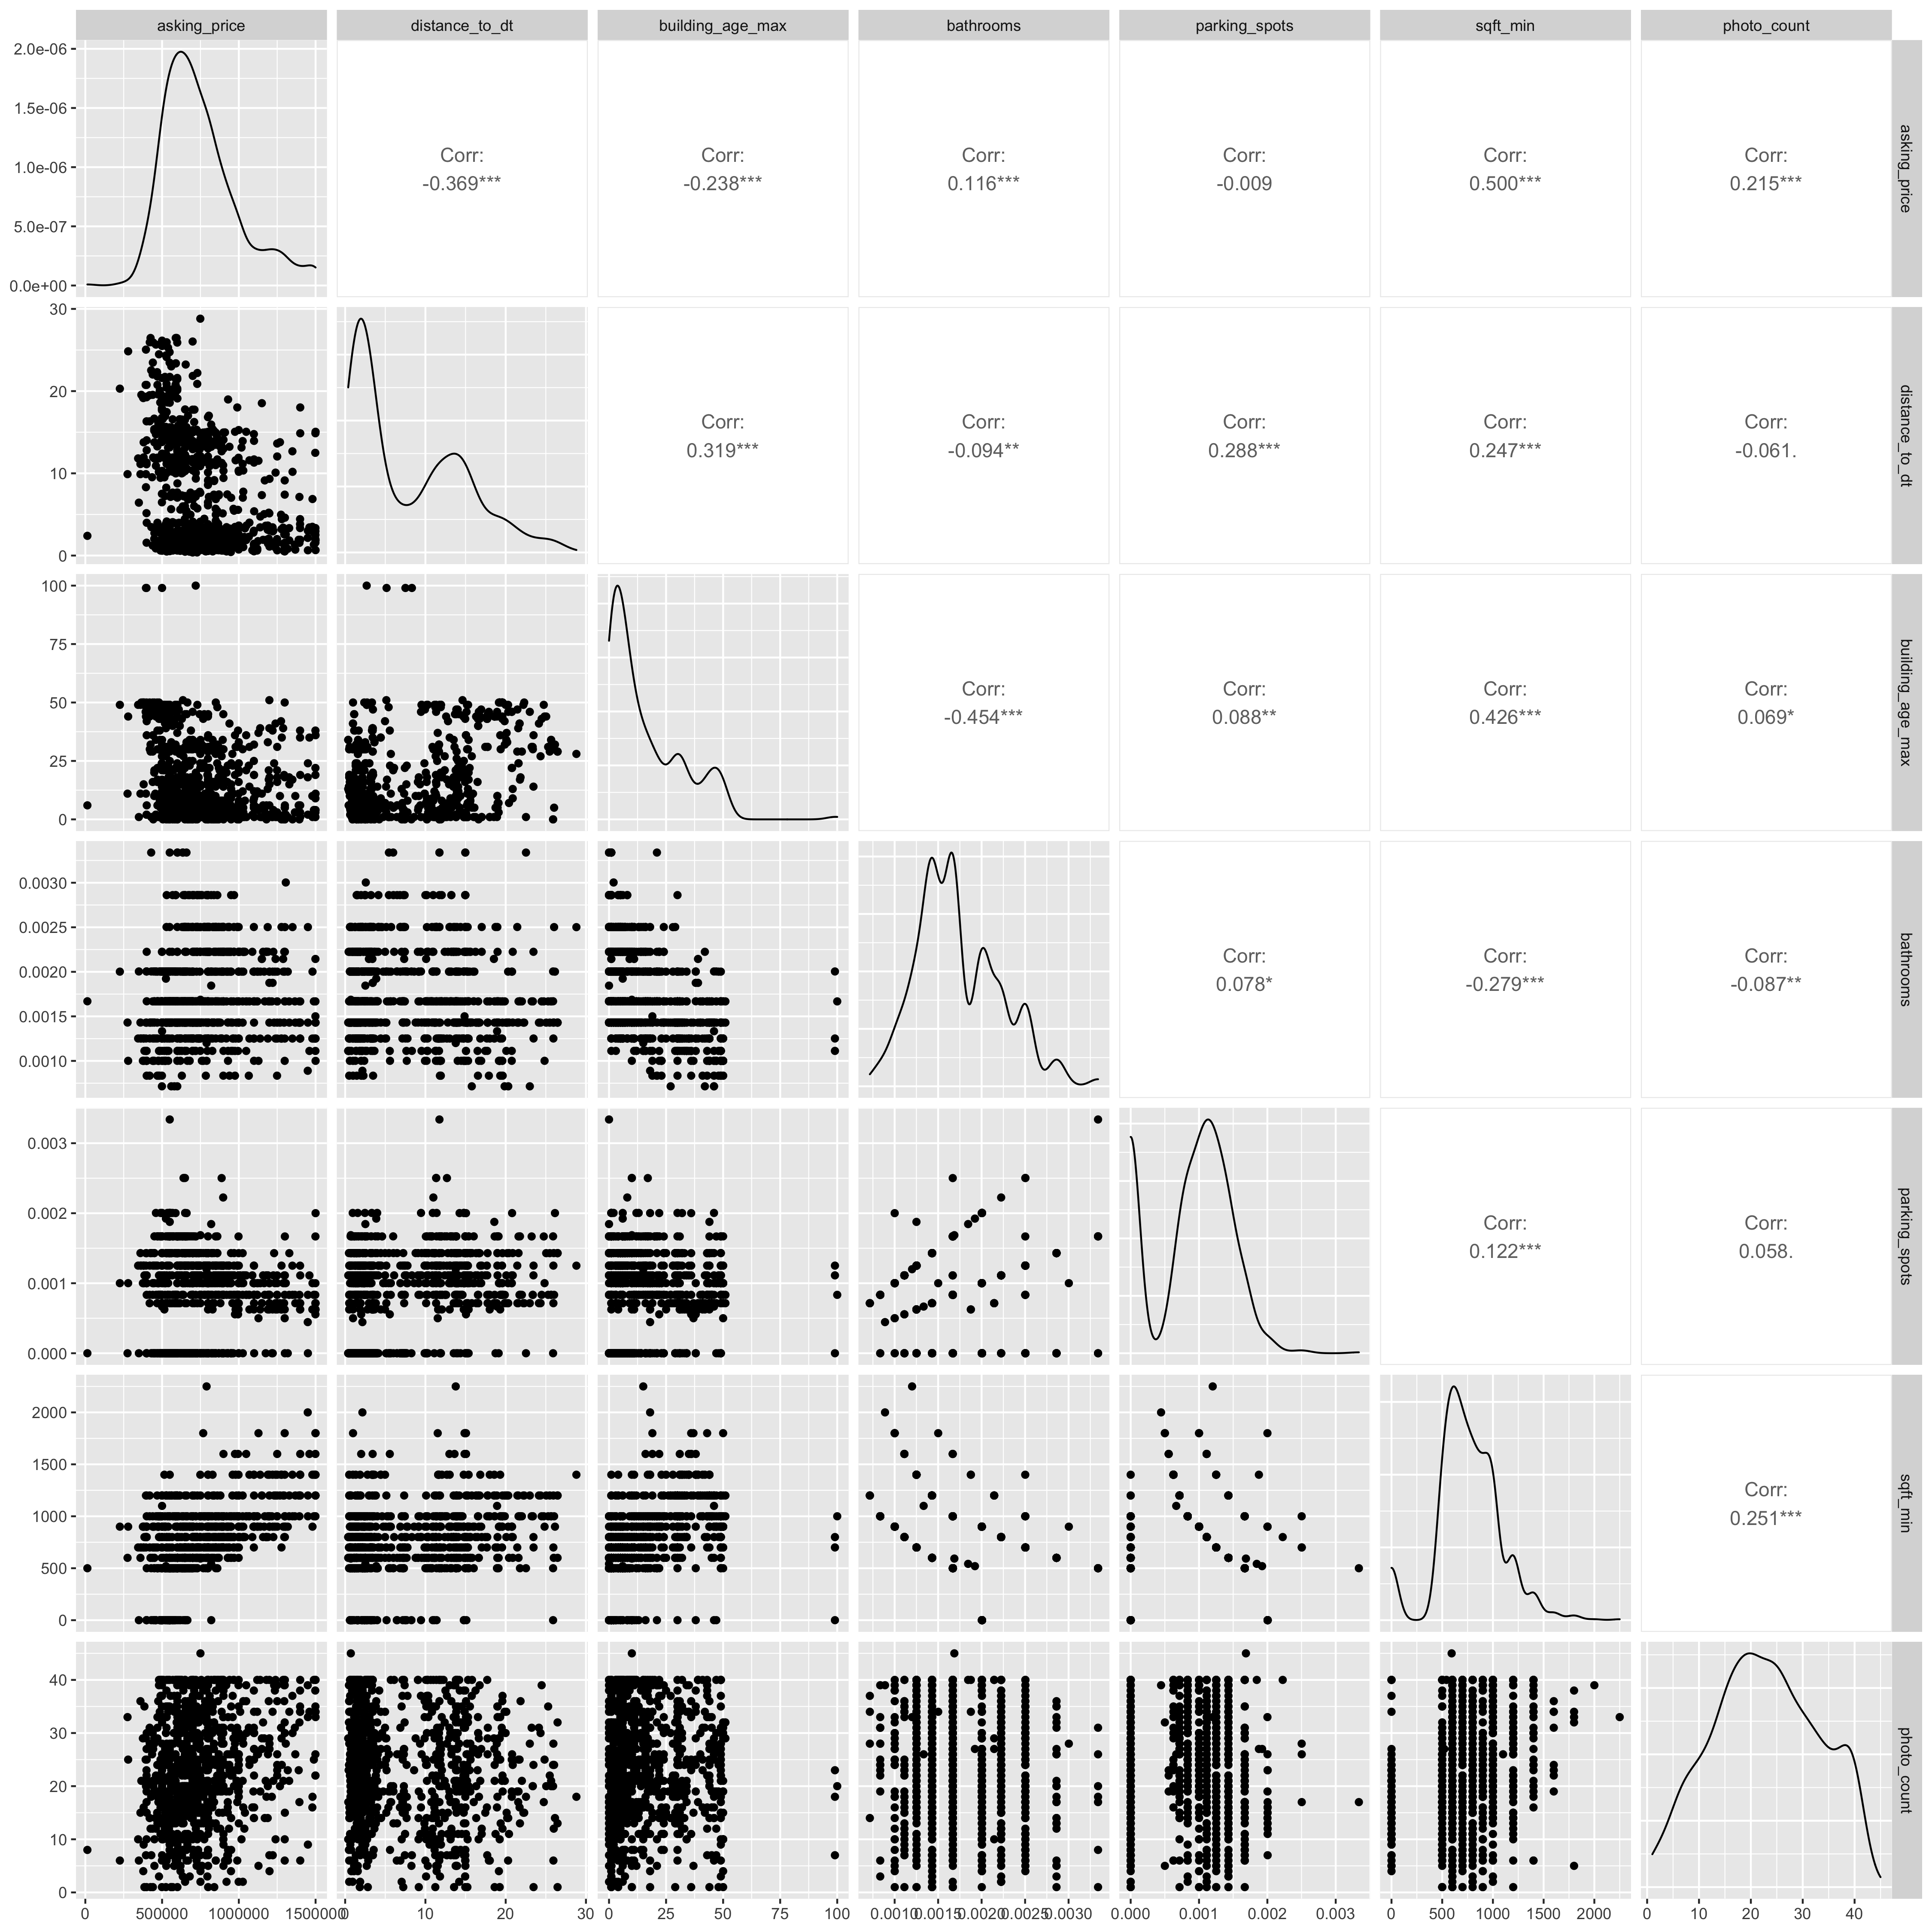 asking_price distance_to_dt building_age_max bathrooms parking_spots sqft_min photo_count
2.0e-06
1.5e-06
1.0e-06
5.0e-07
0.0e+00
Corr: Corr: Corr: Corr: Corr: Corr:
-0.369*** -0.238*** 0.116*** -0.009 0.500*** 0.215***
asking_price
30
20
10
0
Corr: Corr: Corr: Corr: Corr:
0.319*** -0.094** 0.288*** 0.247*** -0.061.
distance_to_dt
100
75
50
25
0
Corr: Corr: Corr: Corr:
-0.454*** 0.088** 0.426*** 0.069*
building_age_max
0.0030
0.0025
0.0020
0.0015
0.0010
Corr: Corr: Corr:
0.078* -0.279*** -0.087**
bathrooms
0.003
0.002
0.001
0.000
Corr: Corr:
0.122*** 0.058.
parking_spots
2000
1500
1000
500
0
Corr:
0.251***
sqft_min
40
30
20
10
0
photo_count
0 500000 1000000 1500000 0 10 20 30 0 25 50 75 100 0.0010 0.0015 0.0020 0.0025 0.0030 0.000 0.001 0.002 0.003 0 500 1000 1500 2000 0 10 20 30 40